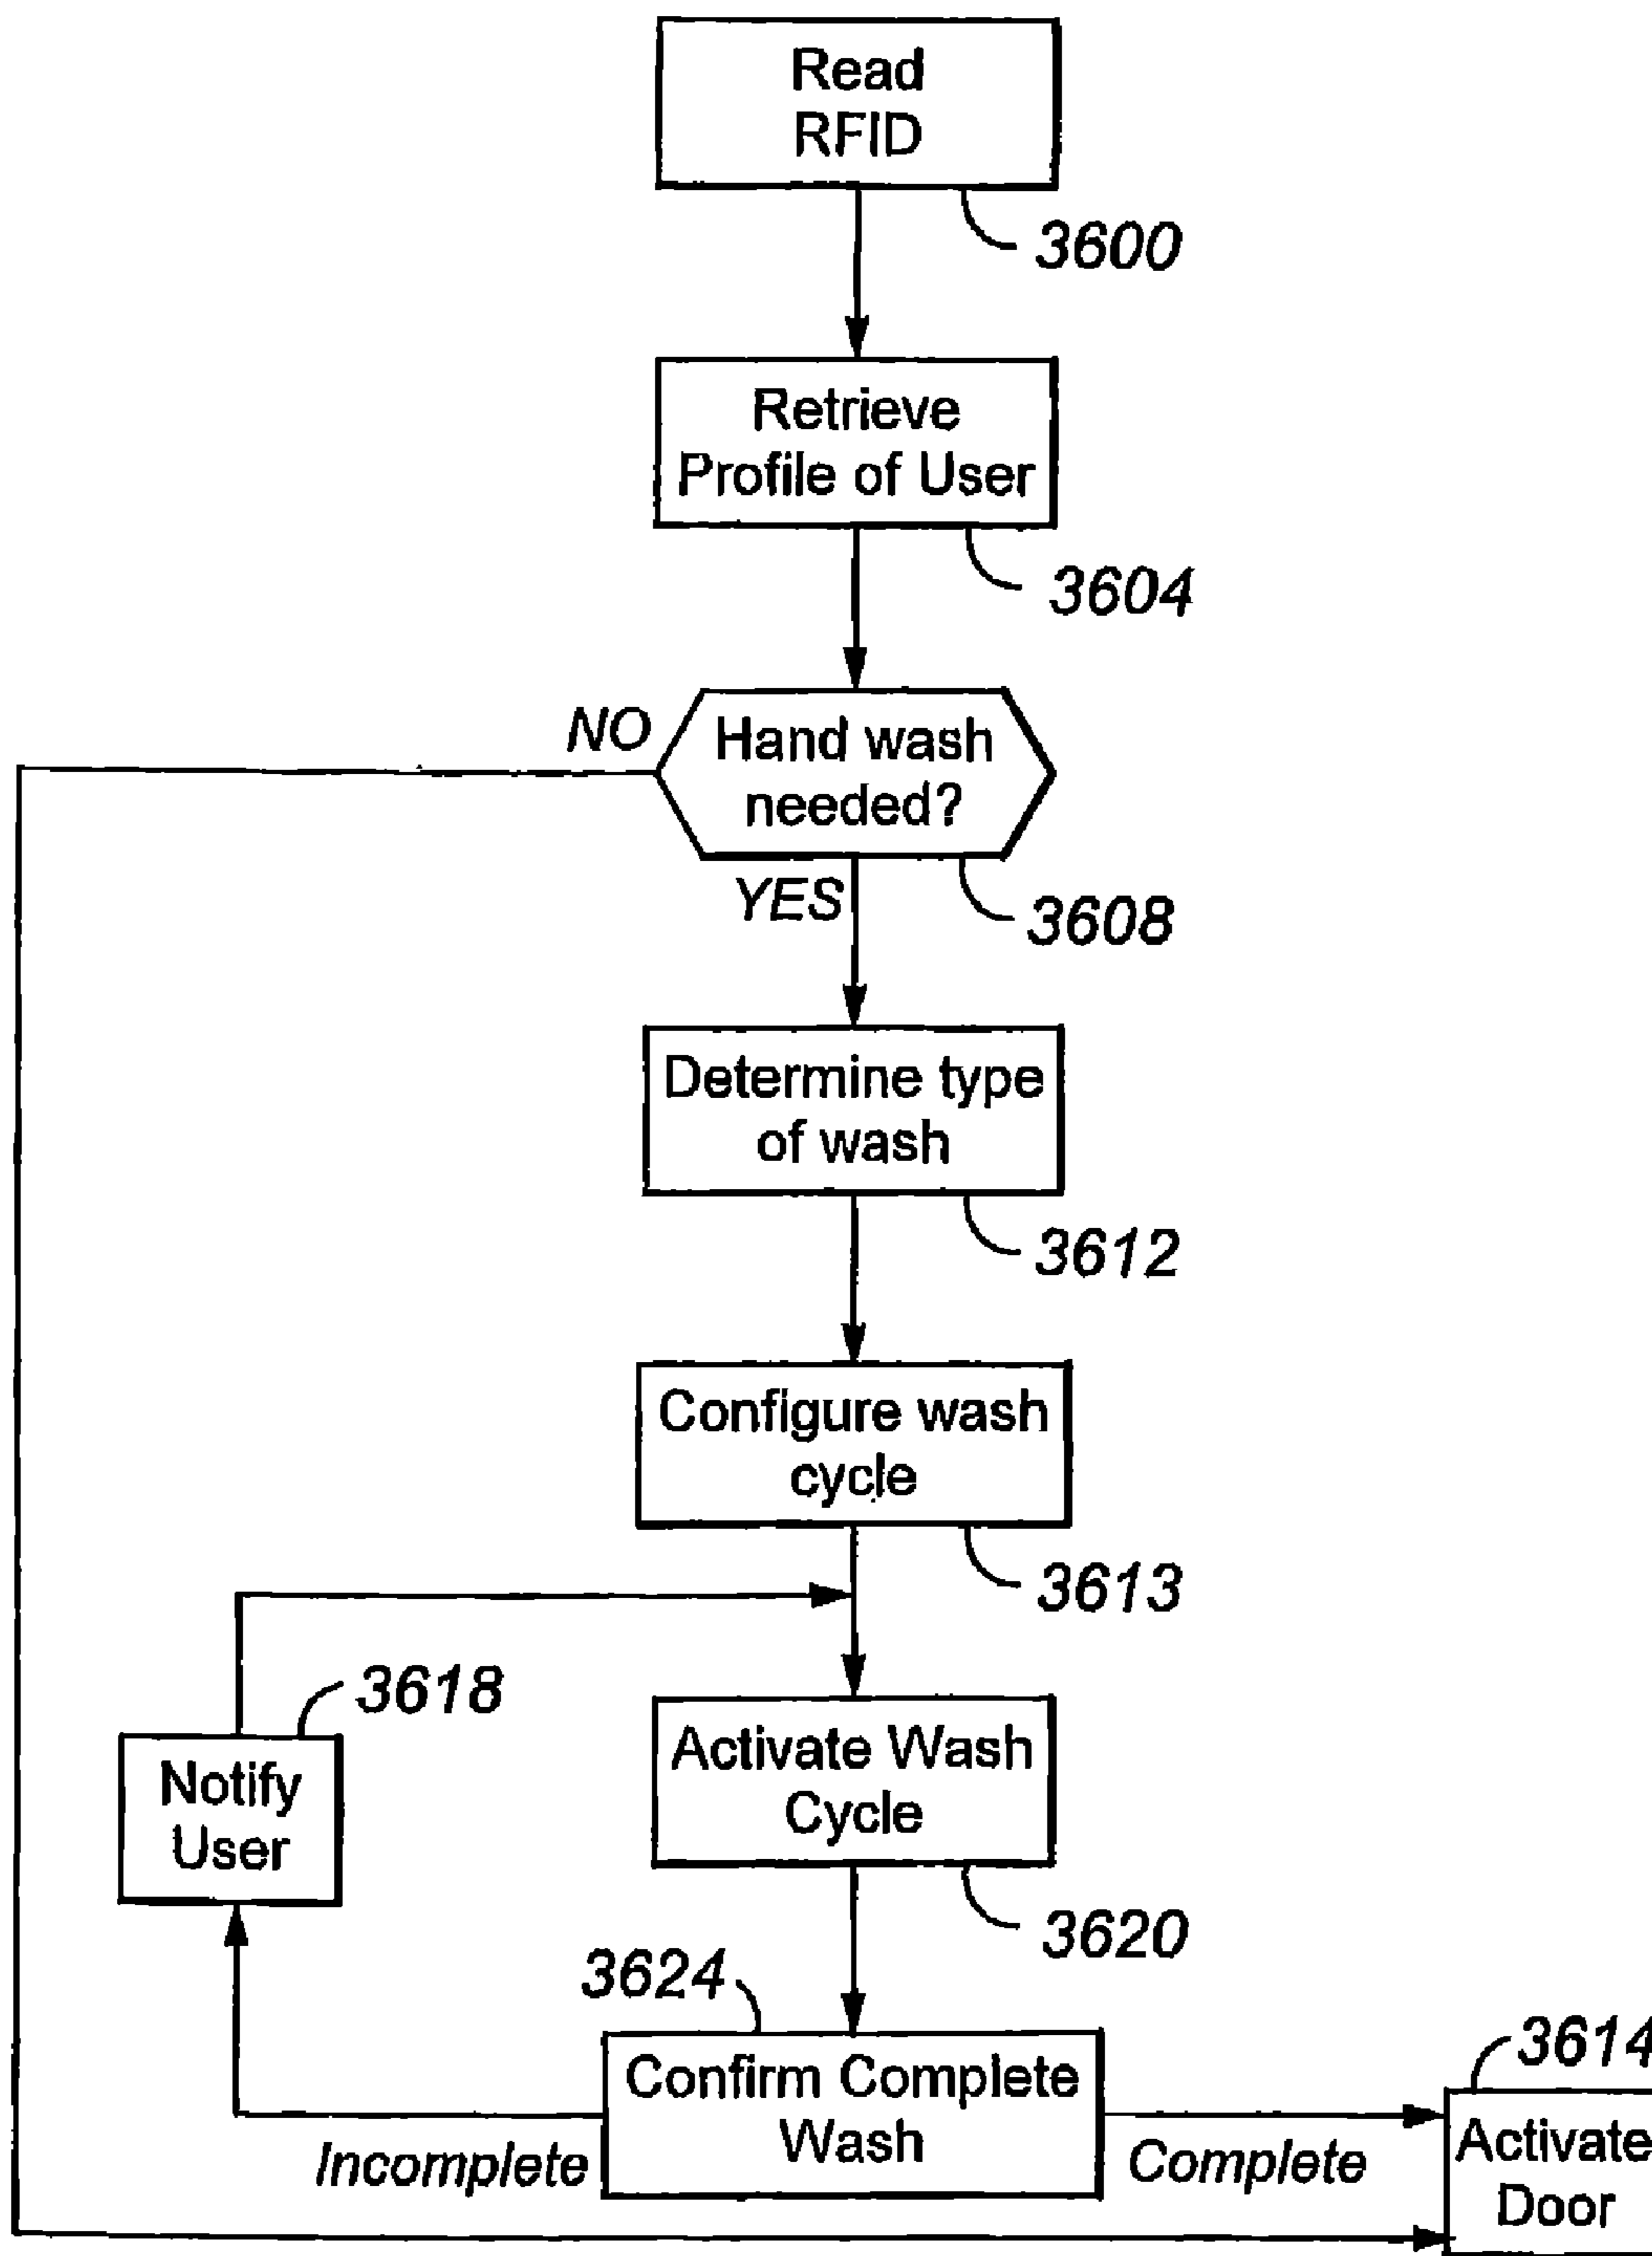 Read
RFID
3600
Retrieve
Profile of User
3604
NO
Hand wash
needed?
YES
3608
Determine type
of wash
3612
Configure wash
cycle
3613
3618
Notify
User
Activate Wash
Cycle
3620
3624
Confirm Complete
Wash
Incomplete
Complete
3614
Activate
Door